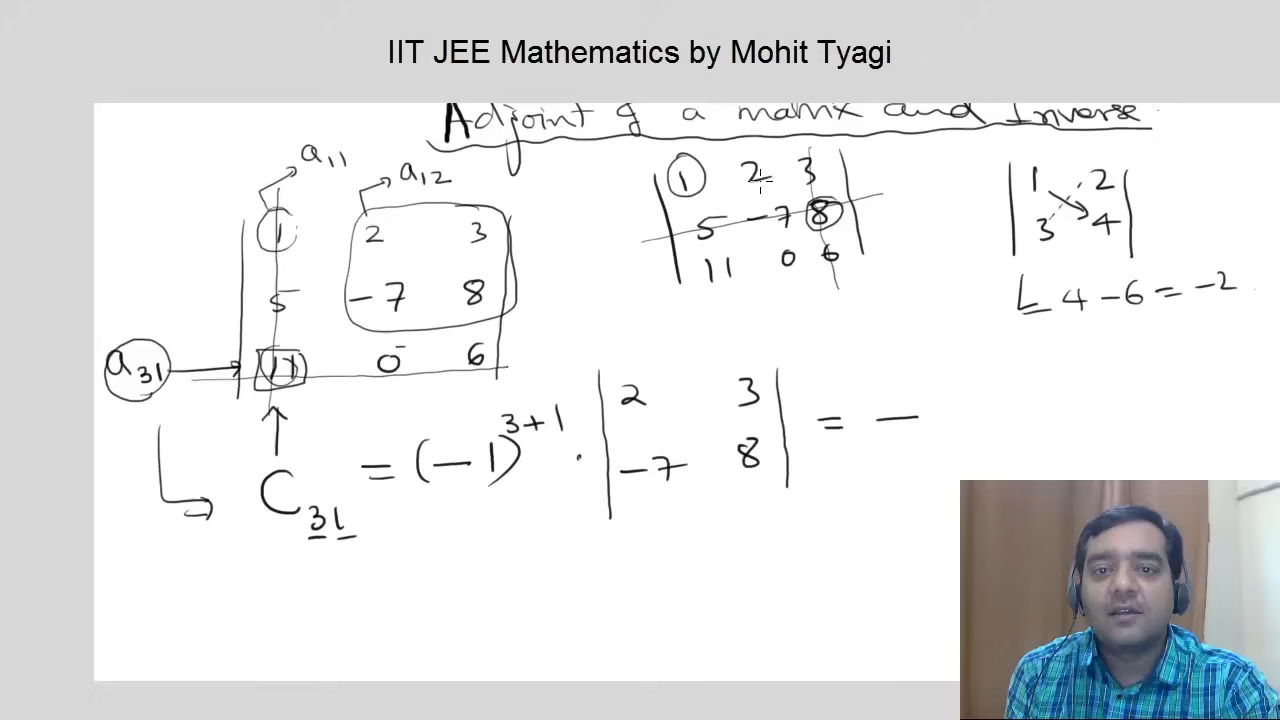 IIT JEE Mathematics by Mohit Tyagi
Adjoint of a matrix and Inverse
a11
a12
1 2 3
5 -7 8
11 0 6
a31
1 2 3
5 -7 8
11 0 6
1 2
3 4
4 - 6 = -2
C31 = (-1)^3+1 . | 2 3 | = -
| -7 8 |